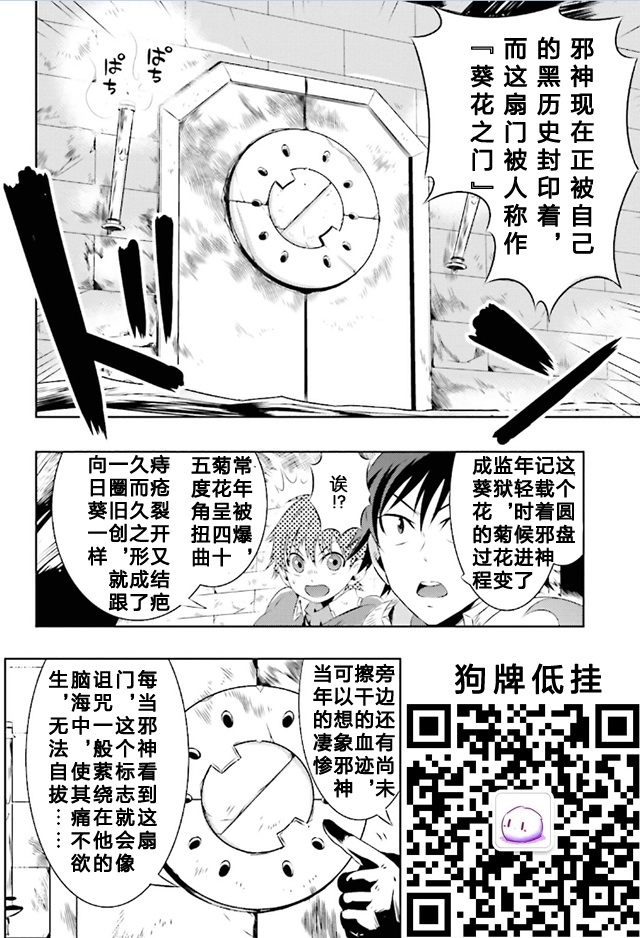 邪神现在正被自己
的黑历史封印着，
而这扇门被人称作
『葵花之门』
ぱち
ぱち
这个圆盘
记载着邪神
年轻时候进了
监狱，菊花变
成葵花的过程
诶!?
常年被爆，
菊花呈四十
五度角扭曲
痔疮裂开又结疤
久而久之形成了
一圈旧创，就跟
向日葵一样
旁边还有尚未
擦干的血迹，
可以想象邪神
当年的凄惨
每当邪神看到这扇
门，这个标志就会像
诅咒一般萦绕在他的
脑海中，使其痛不欲
生，无法自拔……
狗牌低挂